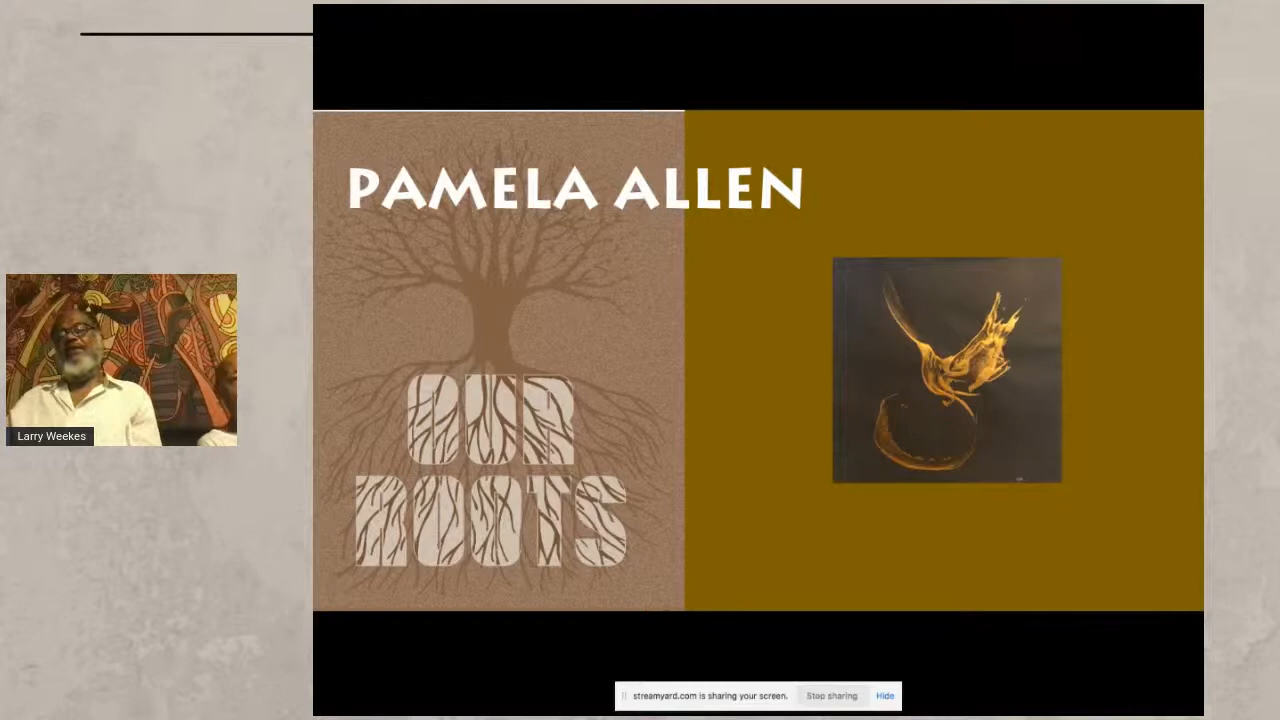 PAMELA ALLEN
OUR
ROOTS
Larry Weekes
streamyard.com is sharing your screen. Stop sharing Hide